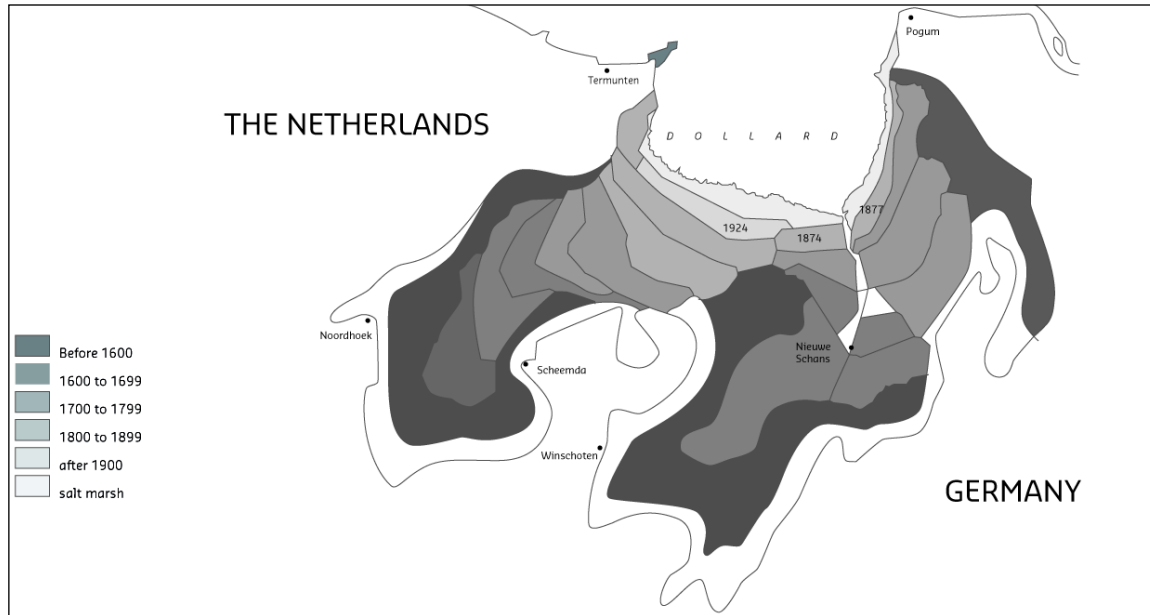 Pogum
Termunten
THE NETHERLANDS
DOLLARD
1877
1924
1874
Noordhoek
Nieuwe
Schans
Before 1600
Scheemda
1600 to 1699
1700 to 1799
1800 to 1899
Winschoten
after 1900
salt marsh
GERMANY